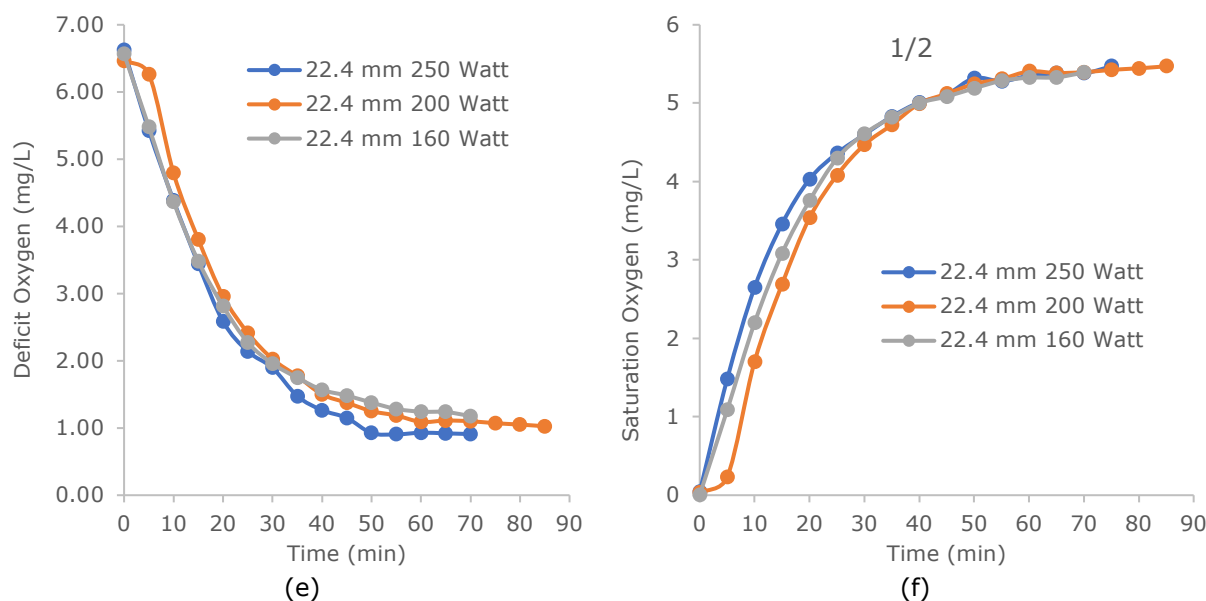 7.00
6.00
5.00
4.00
3.00
2.00
1.00
0.00
Deficit Oxygen (mg/L)
22.4 mm 250 Watt
22.4 mm 200 Watt
22.4 mm 160 Watt
0 10 20 30 40 50 60 70 80 90
Time (min)
(e)
6
5
4
3
2
1
0
Saturation Oxygen (mg/L)
1/2
22.4 mm 250 Watt
22.4 mm 200 Watt
22.4 mm 160 Watt
0 10 20 30 40 50 60 70 80 90
Time (min)
(f)